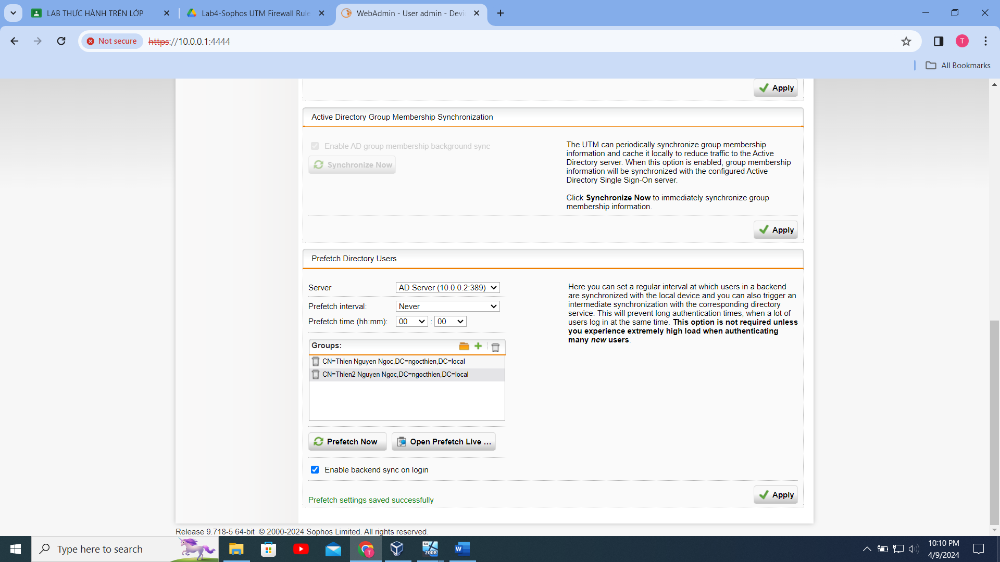 LAB THỰC HÀNH TRÊN LỚP
Lab4-Sophos UTM Firewall Rule
WebAdmin - User admin - Devi
Not secure
https://10.0.0.1:4444
T
All Bookmarks
Apply
Active Directory Group Membership Synchronization
Enable AD group membership background sync
Synchronize Now
The UTM can periodically synchronize group membership
information and cache it locally to reduce traffic to the Active
Directory server. When this option is enabled, group membership
information will be synchronized with the configured Active
Directory Single Sign-On server.
Click Synchronize Now to immediately synchronize group
membership information.
Apply
Prefetch Directory Users
Server
AD Server (10.0.0.2:389)
Prefetch interval:
Never
Prefetch time (hh:mm):
00 : 00
Groups:
CN=Thien Nguyen Ngoc,DC=ngocthien,DC=local
CN=Thien2 Nguyen Ngoc,DC=ngocthien,DC=local
Prefetch Now
Open Prefetch Live ...
Enable backend sync on login
Here you can set a regular interval at which users in a backend
are synchronized with the local device and you can also trigger an
intermediate synchronization with the corresponding directory
service. This will prevent long authentication times, when a lot of
users log in at the same time. This option is not required unless
you experience extremely high load when authenticating
many new users.
Prefetch settings saved successfully
Apply
Release 9.718-5 64-bit © 2000-2024 Sophos Limited. All rights reserved.
Type here to search
T
64
2008
W
10:10 PM
4/9/2024